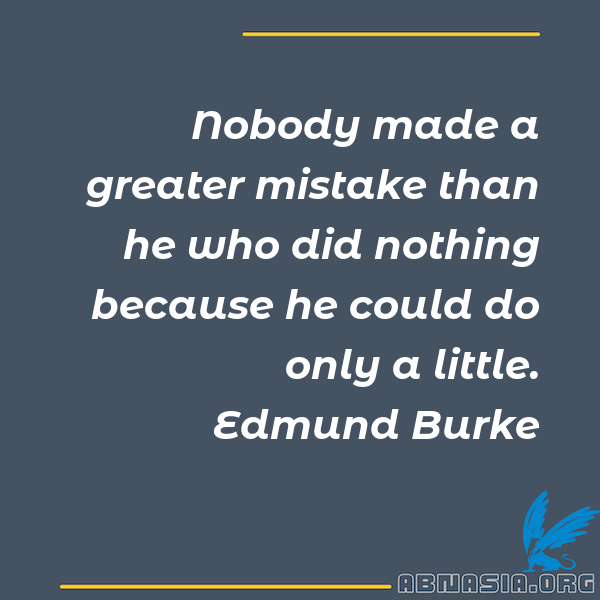 Nobody made a
greater mistake than
he who did nothing
because he could do
only a little.
Edmund Burke
ABNASIA.ORG